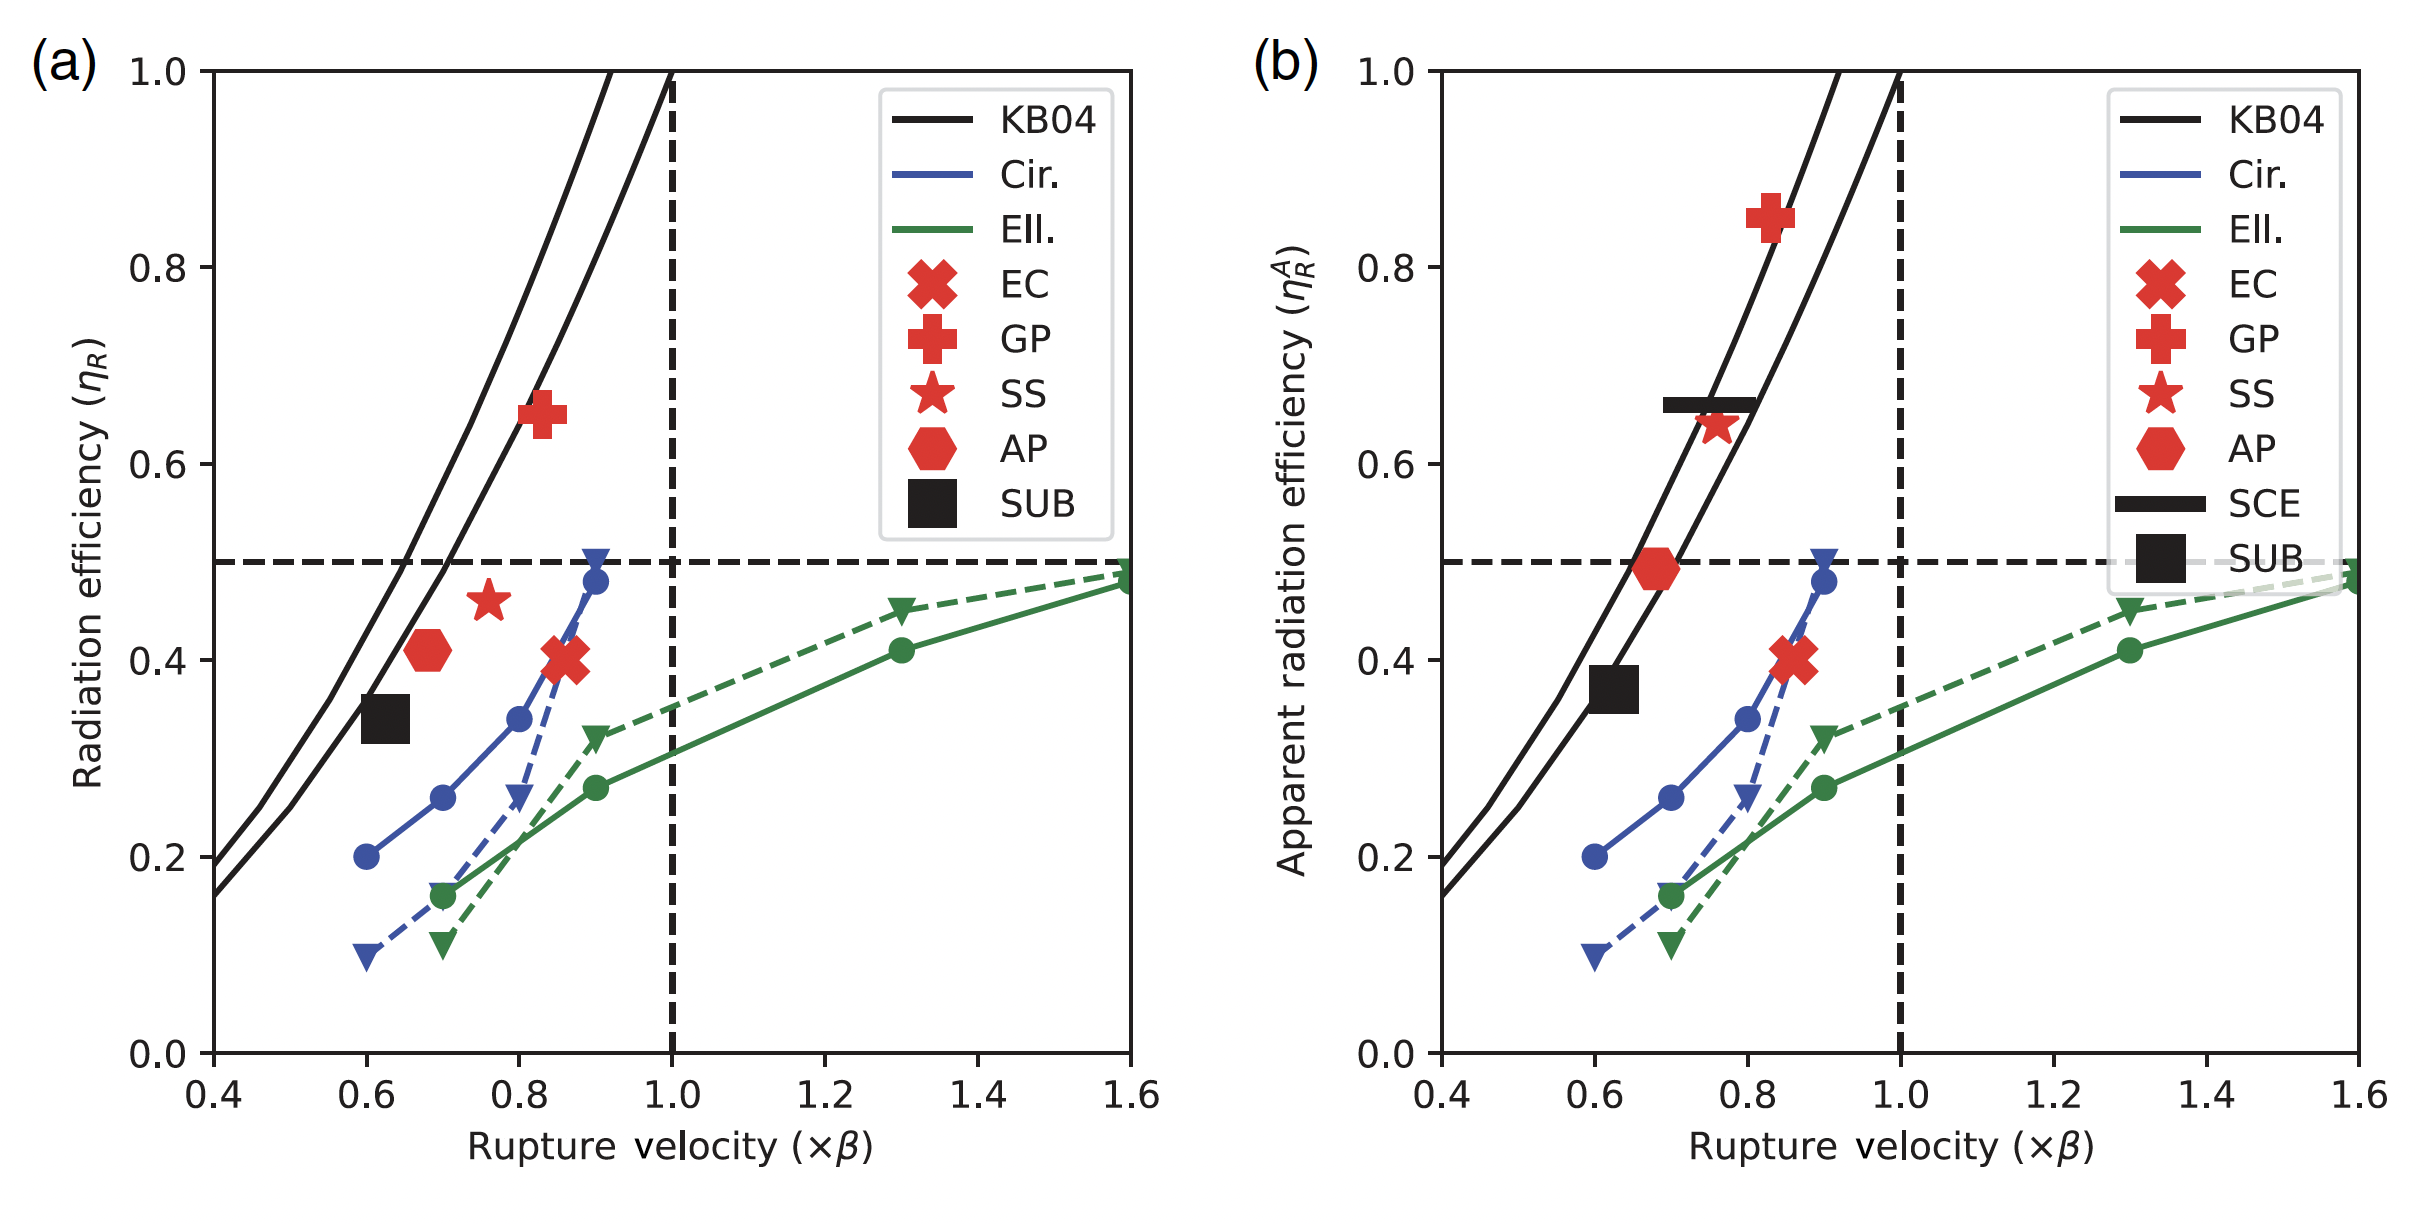 (a)
1.0
0.8
0.6
0.4
0.2
0.0
0.4 0.6 0.8 1.0 1.2 1.4 1.6
Radiation efficiency (ηR)
Rupture velocity (×β)
KB04
Cir.
Ell.
EC
GP
SS
AP
SUB
(b)
1.0
0.8
0.6
0.4
0.2
0.0
0.4 0.6 0.8 1.0 1.2 1.4 1.6
Apparent radiation efficiency (η_R^A)
Rupture velocity (×β)
KB04
Cir.
Ell.
EC
GP
SS
AP
SCE
SUB